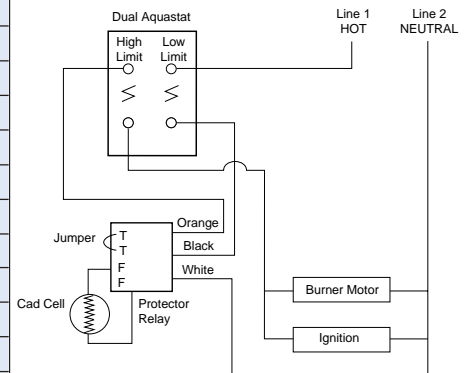 Dual Aquastat
Line 1
HOT
Line 2
NEUTRAL
High
Limit
Low
Limit
Orange
Jumper
T
T
Black
F
F
White
Cad Cell
Protector
Relay
Burner Motor
Ignition